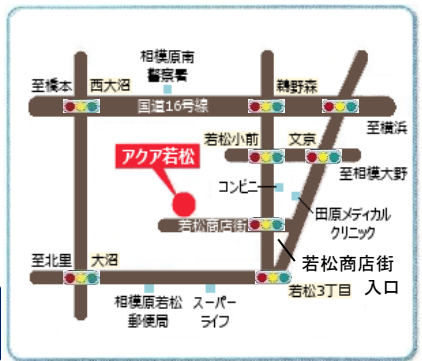 相模原南
警察署
至橋本
西大沼
鵜野森
国道16号線
至横浜
若松小前
文京
アクア若松
至相模大野
コンビニ
田原メディカル
クリニック
若松商店街
至北里
大沼
若松商店街
入口
若松3丁目
相模原若松
郵便局
スーパー
ライフ